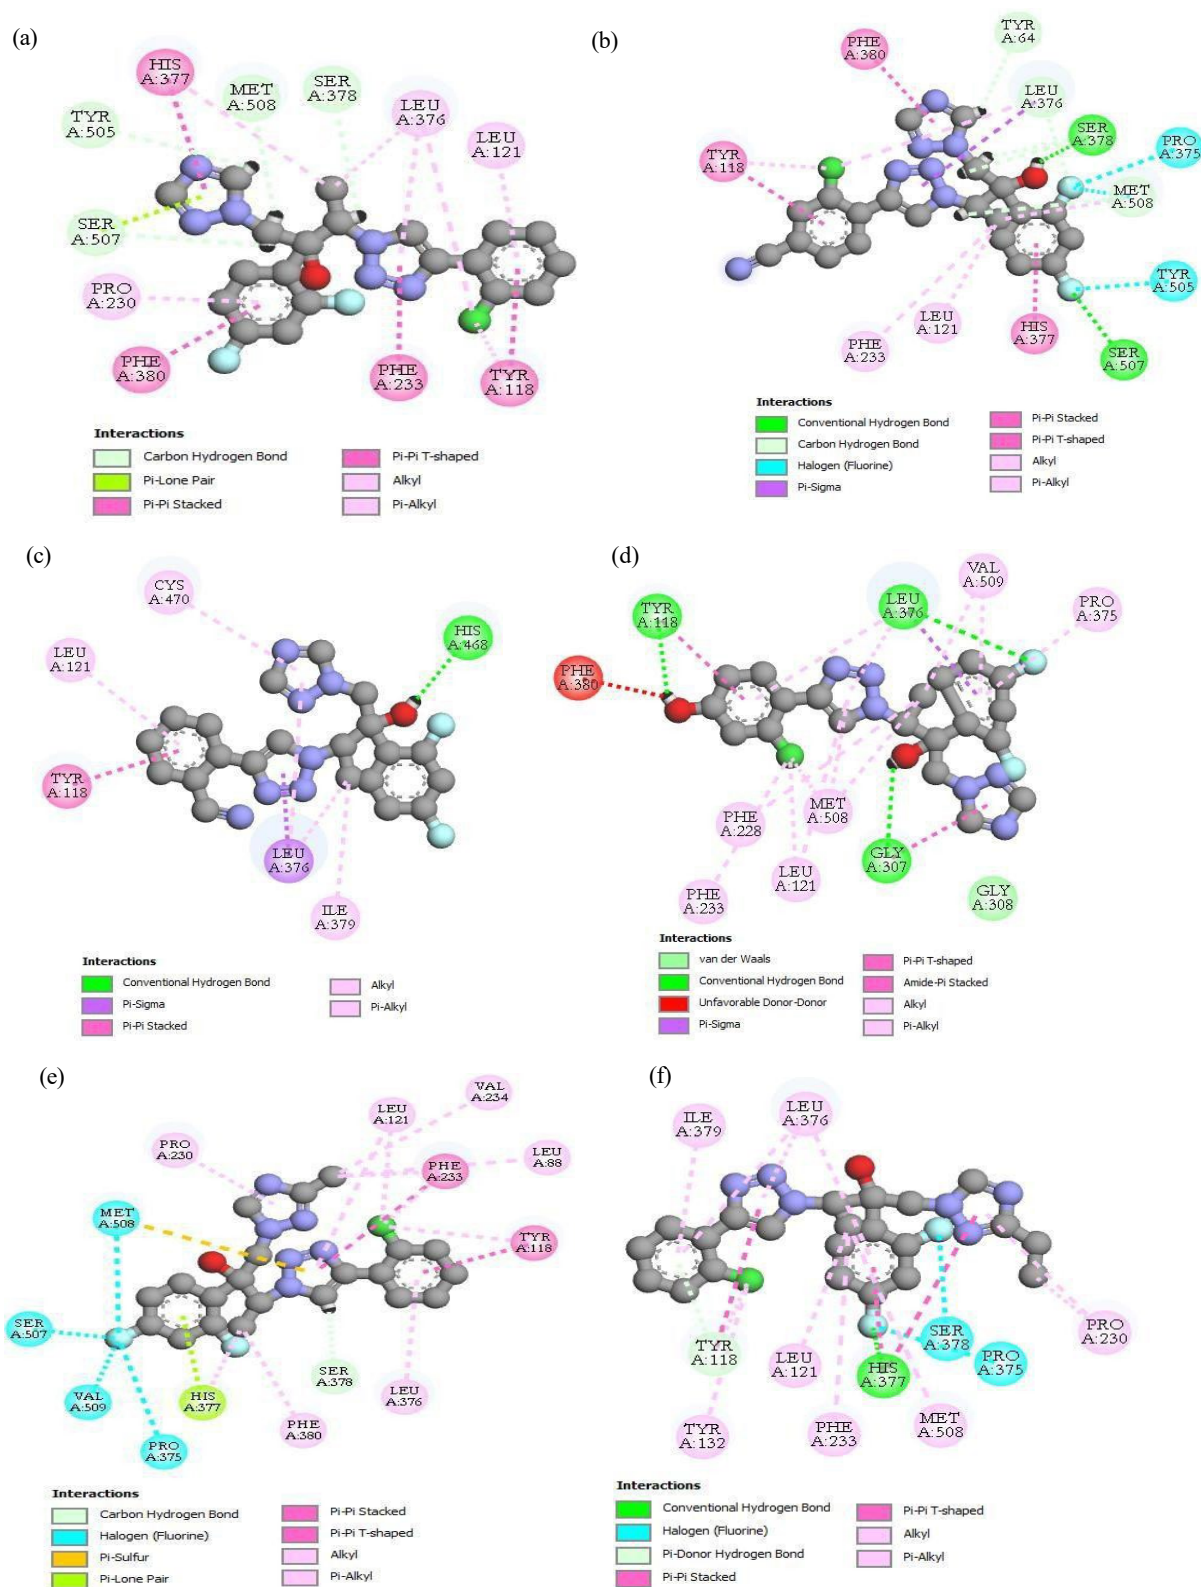 (a)
HIS
A:377
MET
A:508
SER
A:378
LEU
A:376
LEU
A:121
TYR
A:505
SER
A:507
PRO
A:230
PHE
A:380
PHE
A:233
TYR
A:118
Interactions
Carbon Hydrogen Bond
Pi-Lone Pair
Pi-Pi Stacked
Pi-Pi T-shaped
Alkyl
Pi-Alkyl
(b)
PHE
A:380
TYR
A:64
LEU
A:376
SER
A:378
PRO
A:375
TYR
A:118
MET
A:508
TYR
A:505
LEU
A:121
PHE
A:233
HIS
A:377
SER
A:507
Interactions
Conventional Hydrogen Bond
Carbon Hydrogen Bond
Halogen (Fluorine)
Pi-Sigma
Pi-Pi Stacked
Pi-Pi T-shaped
Alkyl
Pi-Alkyl
(c)
CYS
A:470
HIS
A:468
LEU
A:121
TYR
A:118
LEU
A:376
ILE
A:379
Interactions
Conventional Hydrogen Bond
Pi-Sigma
Pi-Pi Stacked
Alkyl
Pi-Alkyl
(d)
VAL
A:509
LEU
A:376
PRO
A:375
TYR
A:118
PHE
A:380
PHE
A:228
MET
A:508
GLY
A:307
LEU
A:121
PHE
A:233
GLY
A:308
Interactions
van der Waals
Conventional Hydrogen Bond
Unfavorable Donor-Donor
Pi-Sigma
Pi-Pi T-shaped
Amide-Pi Stacked
Alkyl
Pi-Alkyl
(e)
VAL
A:234
LEU
A:121
PRO
A:230
LEU
A:88
PHE
A:233
MET
A:508
TYR
A:118
SER
A:507
VAL
A:509
HIS
A:377
SER
A:378
LEU
A:376
PHE
A:380
PRO
A:375
Interactions
Carbon Hydrogen Bond
Halogen (Fluorine)
Pi-Sulfur
Pi-Lone Pair
Pi-Pi Stacked
Pi-Pi T-shaped
Alkyl
Pi-Alkyl
(f)
ILE
A:379
LEU
A:376
TYR
A:118
LEU
A:121
HIS
A:377
SER
A:378
PRO
A:375
PRO
A:230
TYR
A:132
PHE
A:233
MET
A:508
Interactions
Conventional Hydrogen Bond
Halogen (Fluorine)
Pi-Donor Hydrogen Bond
Pi-Pi Stacked
Pi-Pi T-shaped
Alkyl
Pi-Alkyl